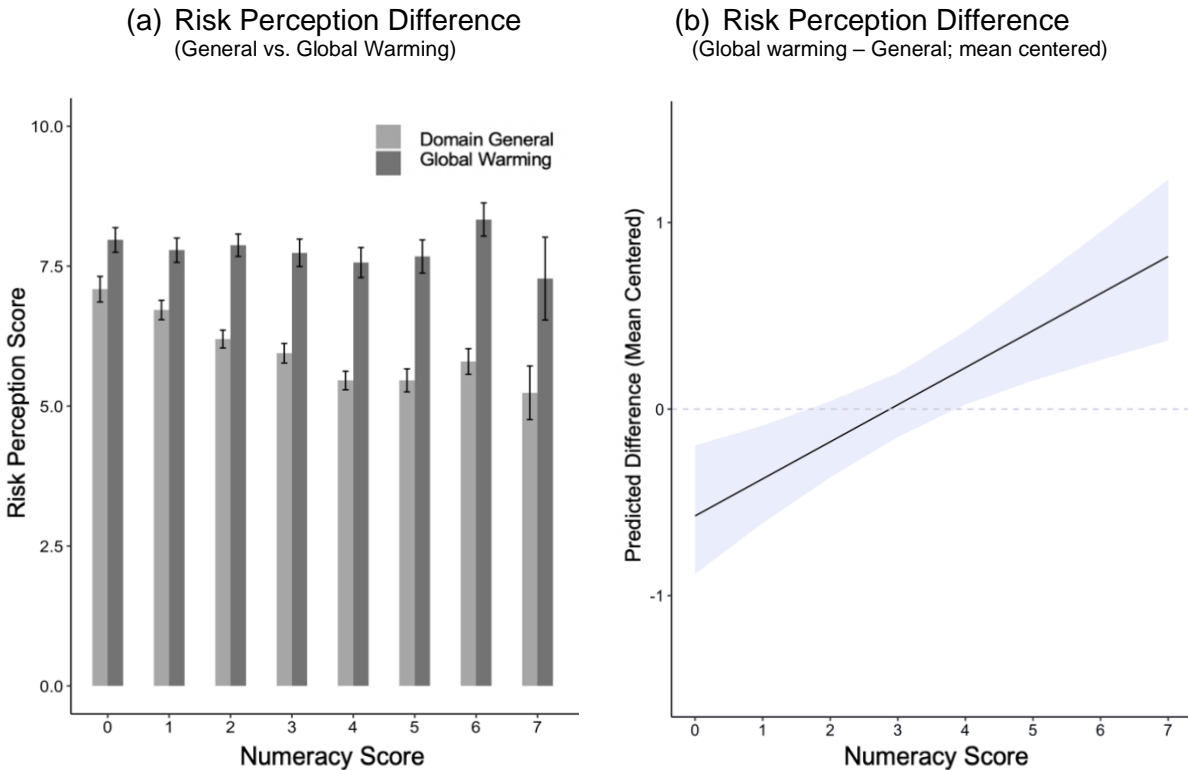 (a) Risk Perception Difference
(General vs. Global Warming)
10.0
7.5
5.0
2.5
0.0
Risk Perception Score
Domain General
Global Warming
0 1 2 3 4 5 6 7
Numeracy Score
(b) Risk Perception Difference
(Global warming – General; mean centered)
1
0
-1
Predicted Difference (Mean Centered)
0 1 2 3 4 5 6 7
Numeracy Score